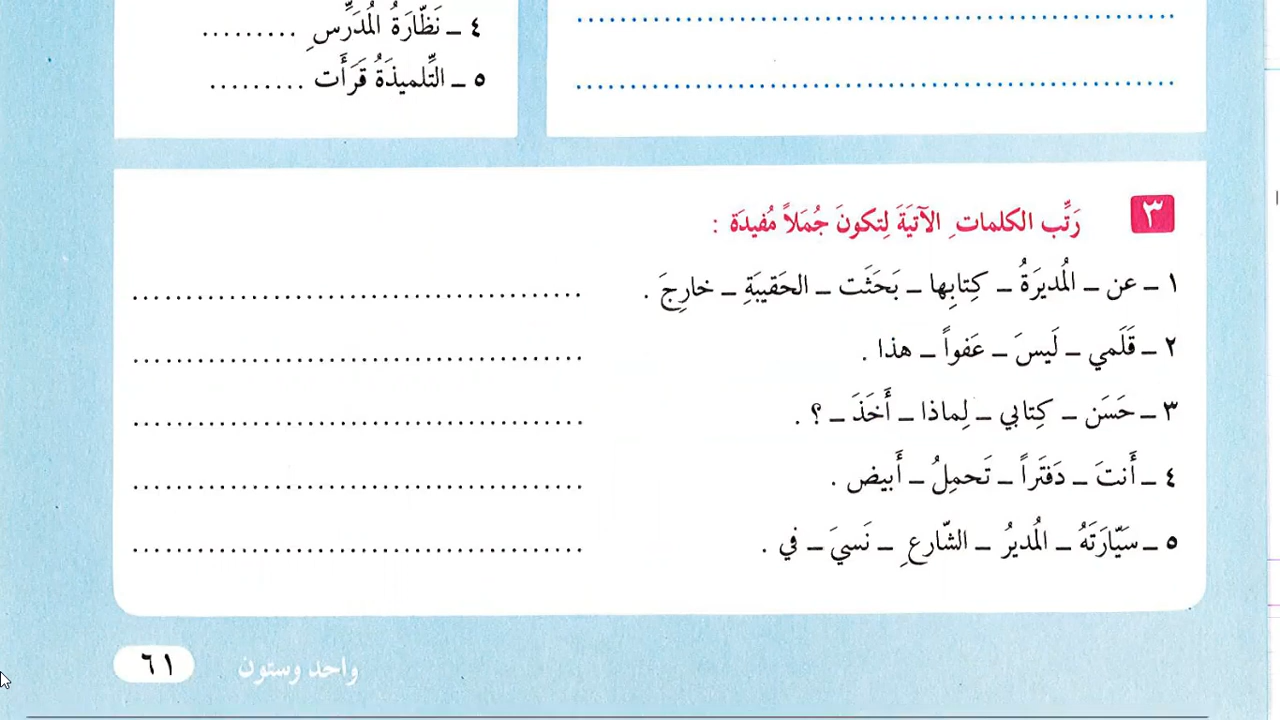 ٤ ـ نَظّارَةُ المُدَرِّسِ .........
٥ ـ التِّلميذَةُ قَرَأَت .........
٣ رَتِّب الكلماتِ الآتيَةَ لِتكونَ جُمَلاً مُفيدَة :
١ ـ عن ـ المُديرَةُ ـ كِتابِها ـ بَحَثَت ـ الحَقيبَةِ ـ خارِجَ . ........................................
٢ ـ قَلَمي ـ لَيسَ ـ عَفواً ـ هذا . ........................................
٣ ـ حَسَن ـ كِتابي ـ لِماذا ـ أَخَذَ ـ ؟ . ........................................
٤ ـ أَنتَ ـ دَفتَراً ـ تَحمِلُ ـ أَبيض . ........................................
٥ ـ سَيّارَتَهُ ـ المُديرُ ـ الشّارعِ ـ نَسيَ ـ في . ........................................
واحد وستون ٦١